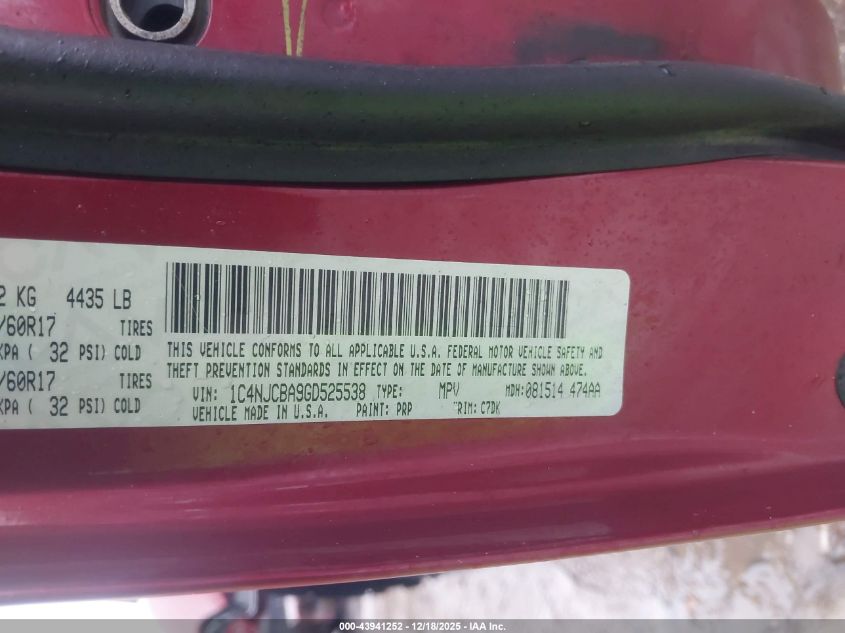 2 KG 4435 LB
/60R17 TIRES
KPA ( 32 PSI) COLD
/60R17 TIRES
KPA ( 32 PSI) COLD
THIS VEHICLE CONFORMS TO ALL APPLICABLE U.S.A. FEDERAL MOTOR VEHICLE SAFETY AND
THEFT PREVENTION STANDARDS IN EFFECT ON THE DATE OF MANUFACTURE SHOWN ABOVE.
VIN: 1C4NJCBA9GD525538 TYPE: MPV MDH: 081514 474AA
VEHICLE MADE IN U.S.A. PAINT: PRP TRIM: C7DK
000-43941252 | 12/18/2025 - IAA Inc.